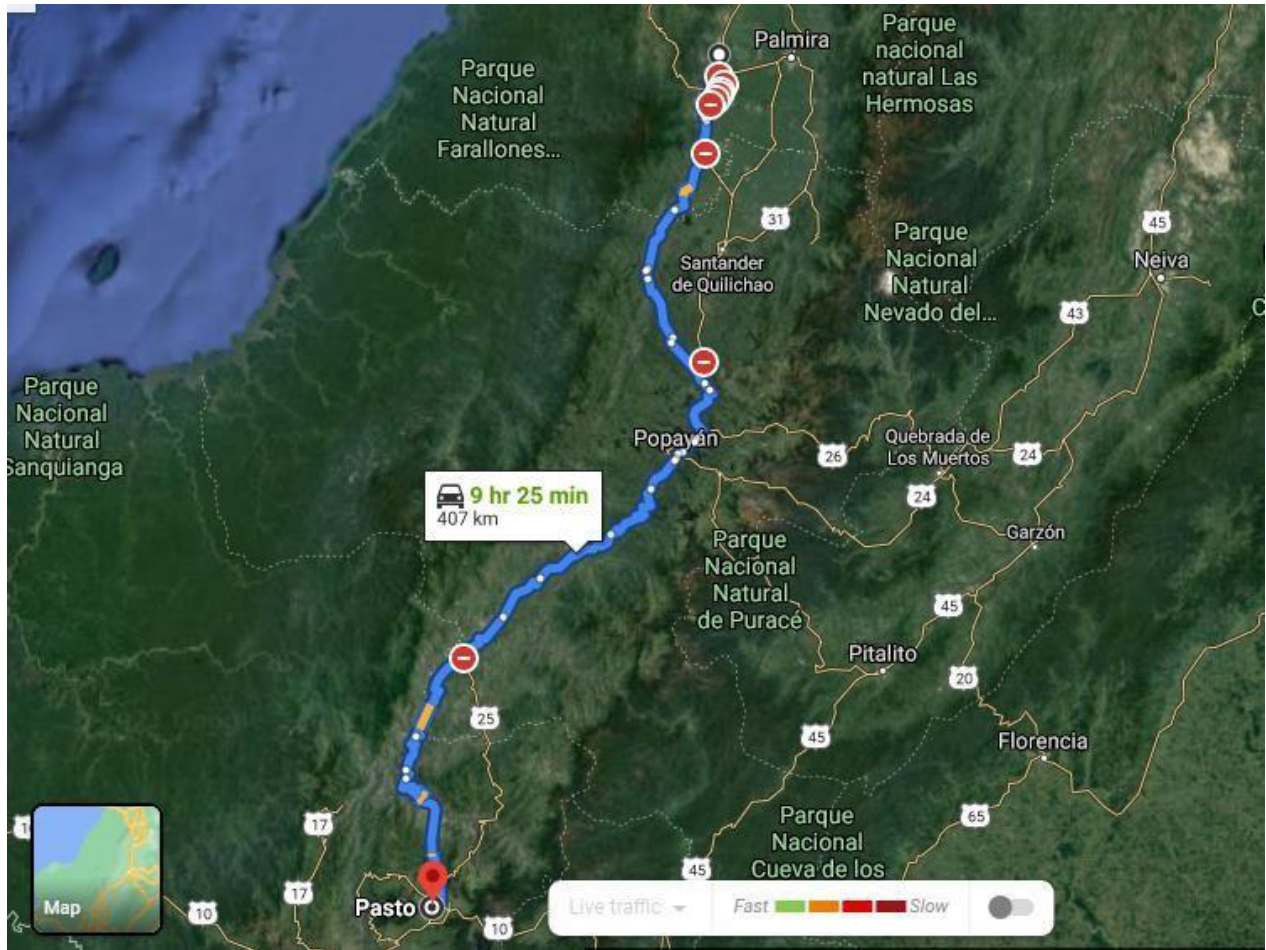 Palmira
Parque
nacional
natural Las
Hermosas
Parque
Nacional
Natural
Farallones...
31
45
Santander
de Quilichao
Parque
Nacional
Natural
Nevado del...
Neiva
43
C
Parque
Nacional
Natural
Sanquianga
Popayán
26
Quebrada de
Los Muertos
24
24
9 hr 25 min
407 km
Garzón
Parque
Nacional
Natural
de Puracé
45
Pitalito
20
25
45
Florencia
17
65
Parque
Nacional
Cueva de los
45
17
Map
10
Pasto
10
Live traffic
Fast
Slow